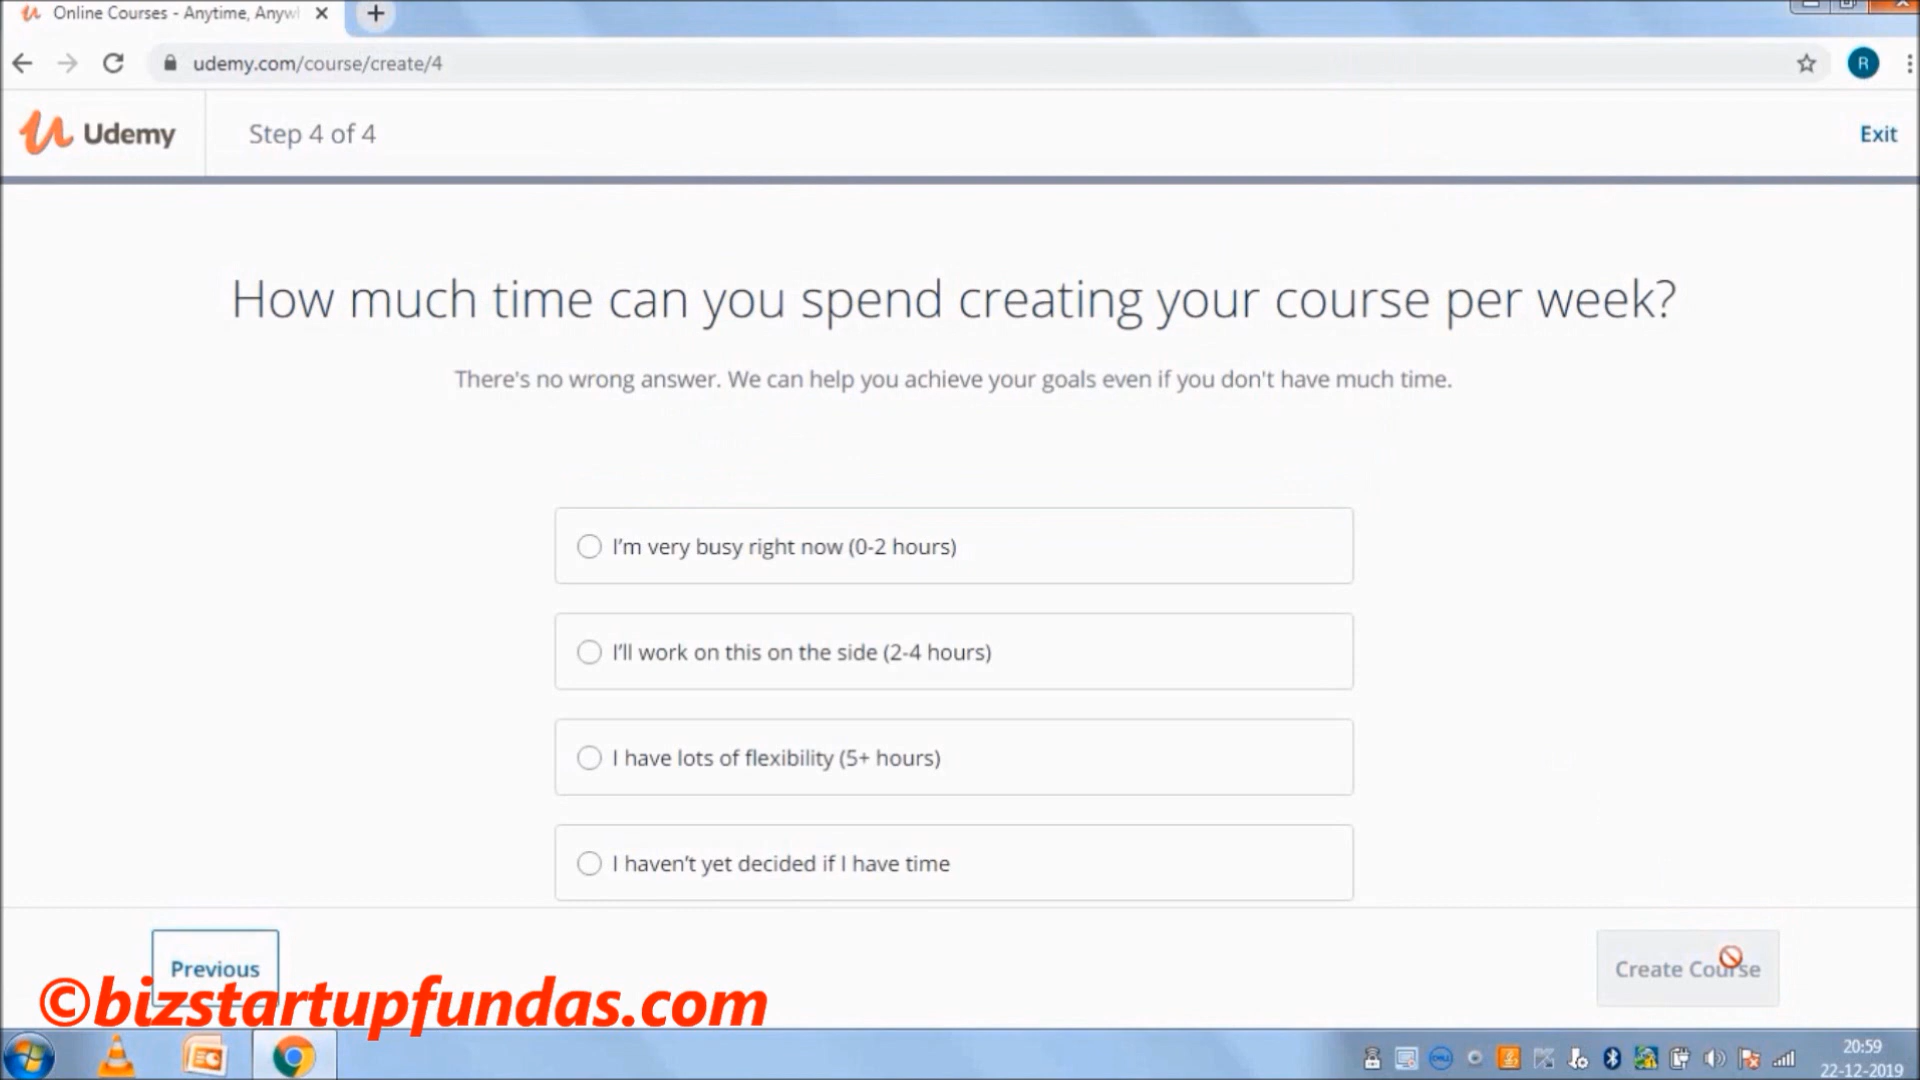 Online Courses - Anytime, Anyw
udemy.com/course/create/4
R
Udemy
Step 4 of 4
Exit
How much time can you spend creating your course per week?
There's no wrong answer. We can help you achieve your goals even if you don't have much time.
I'm very busy right now (0-2 hours)
I'll work on this on the side (2-4 hours)
I have lots of flexibility (5+ hours)
I haven't yet decided if I have time
Previous
Create Course
©bizstartupfundas.com
20:59
22-12-2019